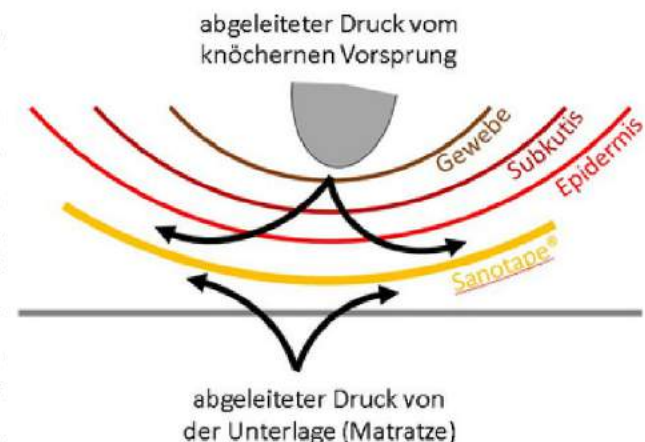 abgeleiteter Druck vom
knöchernen Vorsprung
Gewebe
Subkutis
Epidermis
Sanotape®
abgeleiteter Druck von
der Unterlage (Matratze)